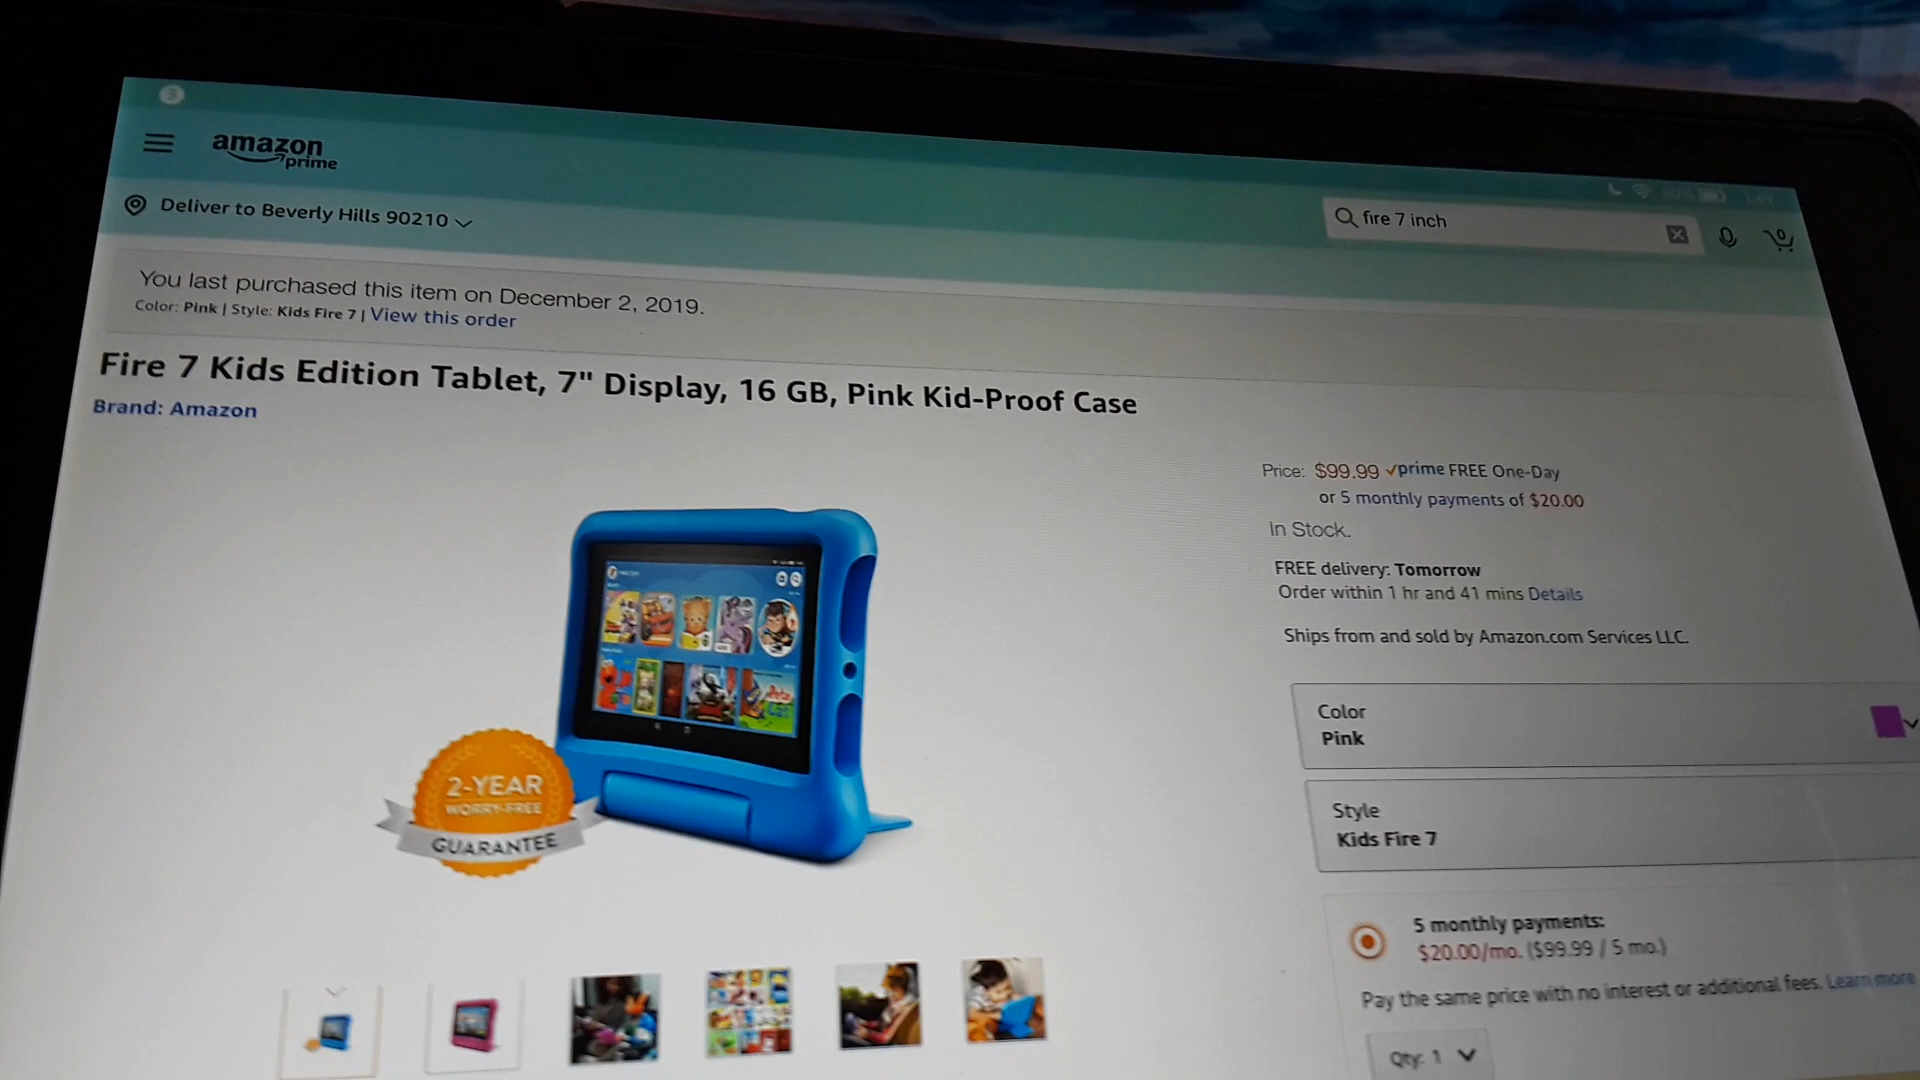 3
amazon
prime
Deliver to Beverly Hills 90210
fire 7 inch
0
You last purchased this item on December 2, 2019.
Color: Pink | Style: Kids Fire 7 | View this order
Fire 7 Kids Edition Tablet, 7" Display, 16 GB, Pink Kid-Proof Case
Brand: Amazon
Price: $99.99 prime FREE One-Day
or 5 monthly payments of $20.00
In Stock.
FREE delivery: Tomorrow
Order within 1 hr and 41 mins Details
Ships from and sold by Amazon.com Services LLC.
Color
Pink
Style
Kids Fire 7
2-YEAR
WORRY-FREE
GUARANTEE
5 monthly payments:
$20.00/mo. ($99.99 / 5 mo.)
Pay the same price with no interest or additional fees. Learn more
Qty: 1